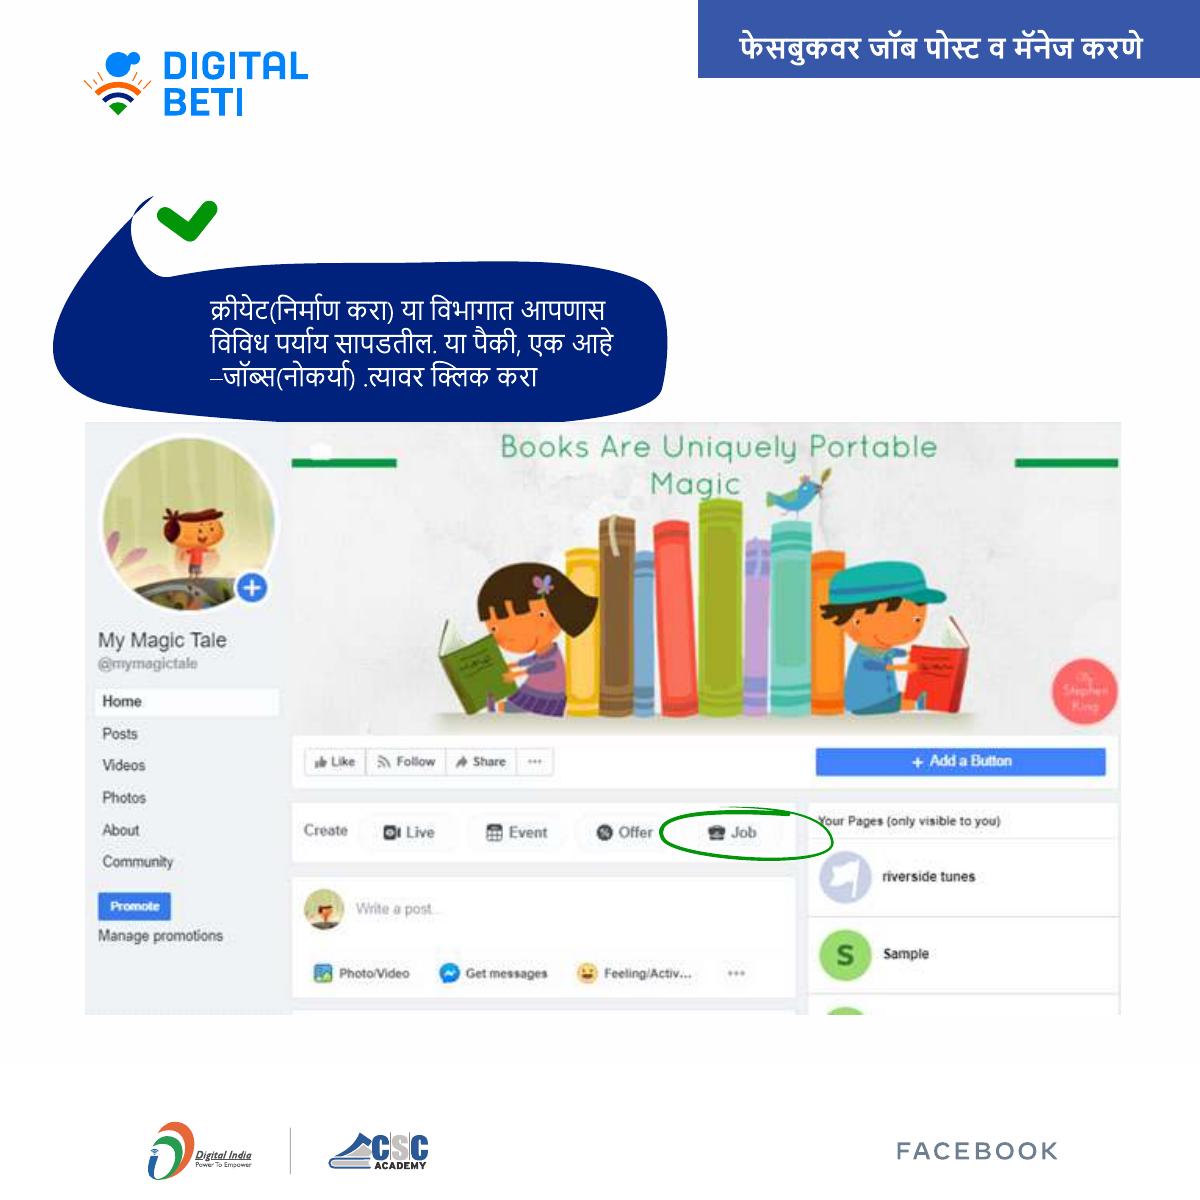 फेसबुकवर जॉब पोस्ट व मॅनेज करणे
DIGITAL
BETI
क्रीयेट(निर्माण करा) या विभागात आपणास
विविध पर्याय सापडतील. या पैकी, एक आहे
–जॉब्स(नोकर्या) .त्यावर क्लिक करा
Books Are Uniquely Portable
Magic
By
Stephen
King
My Magic Tale
@mymagictale
Home
Posts
Videos
Photos
About
Community
Promote
Manage promotions
Like
Follow
Share
+ Add a Button
Create
Live
Event
Offer
Job
Write a post...
Photo/Video
Get messages
Feeling/Activ...
Your Pages (only visible to you)
riverside tunes
S
Sample
Digital India
Power To Empower
CSC
ACADEMY
FACEBOOK